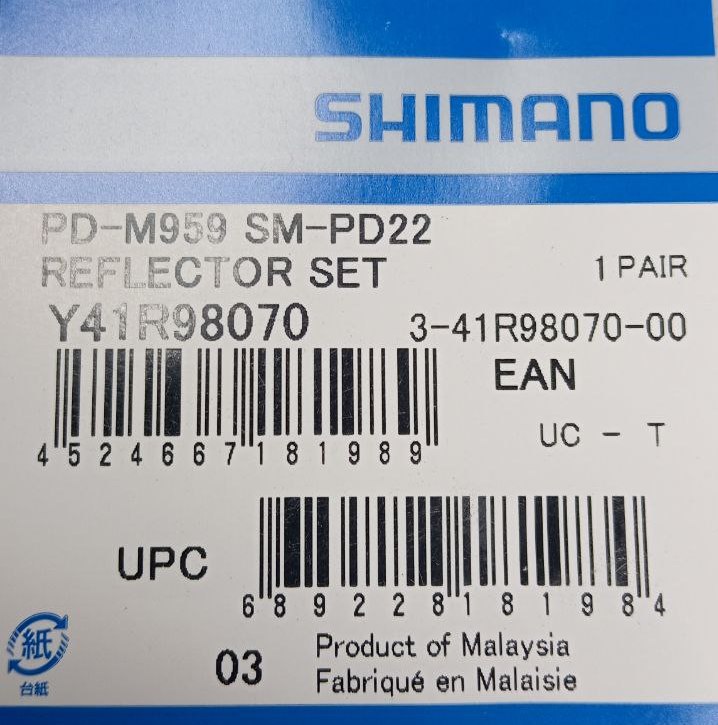 SHIMANO
PD-M959 SM-PD22
REFLECTOR SET
1 PAIR
Y41R98070
3-41R98070-00
EAN
4 524667 181989
UC - T
UPC
6 89228 18198 4
紙
台紙
03
Product of Malaysia
Fabriqué en Malaisie